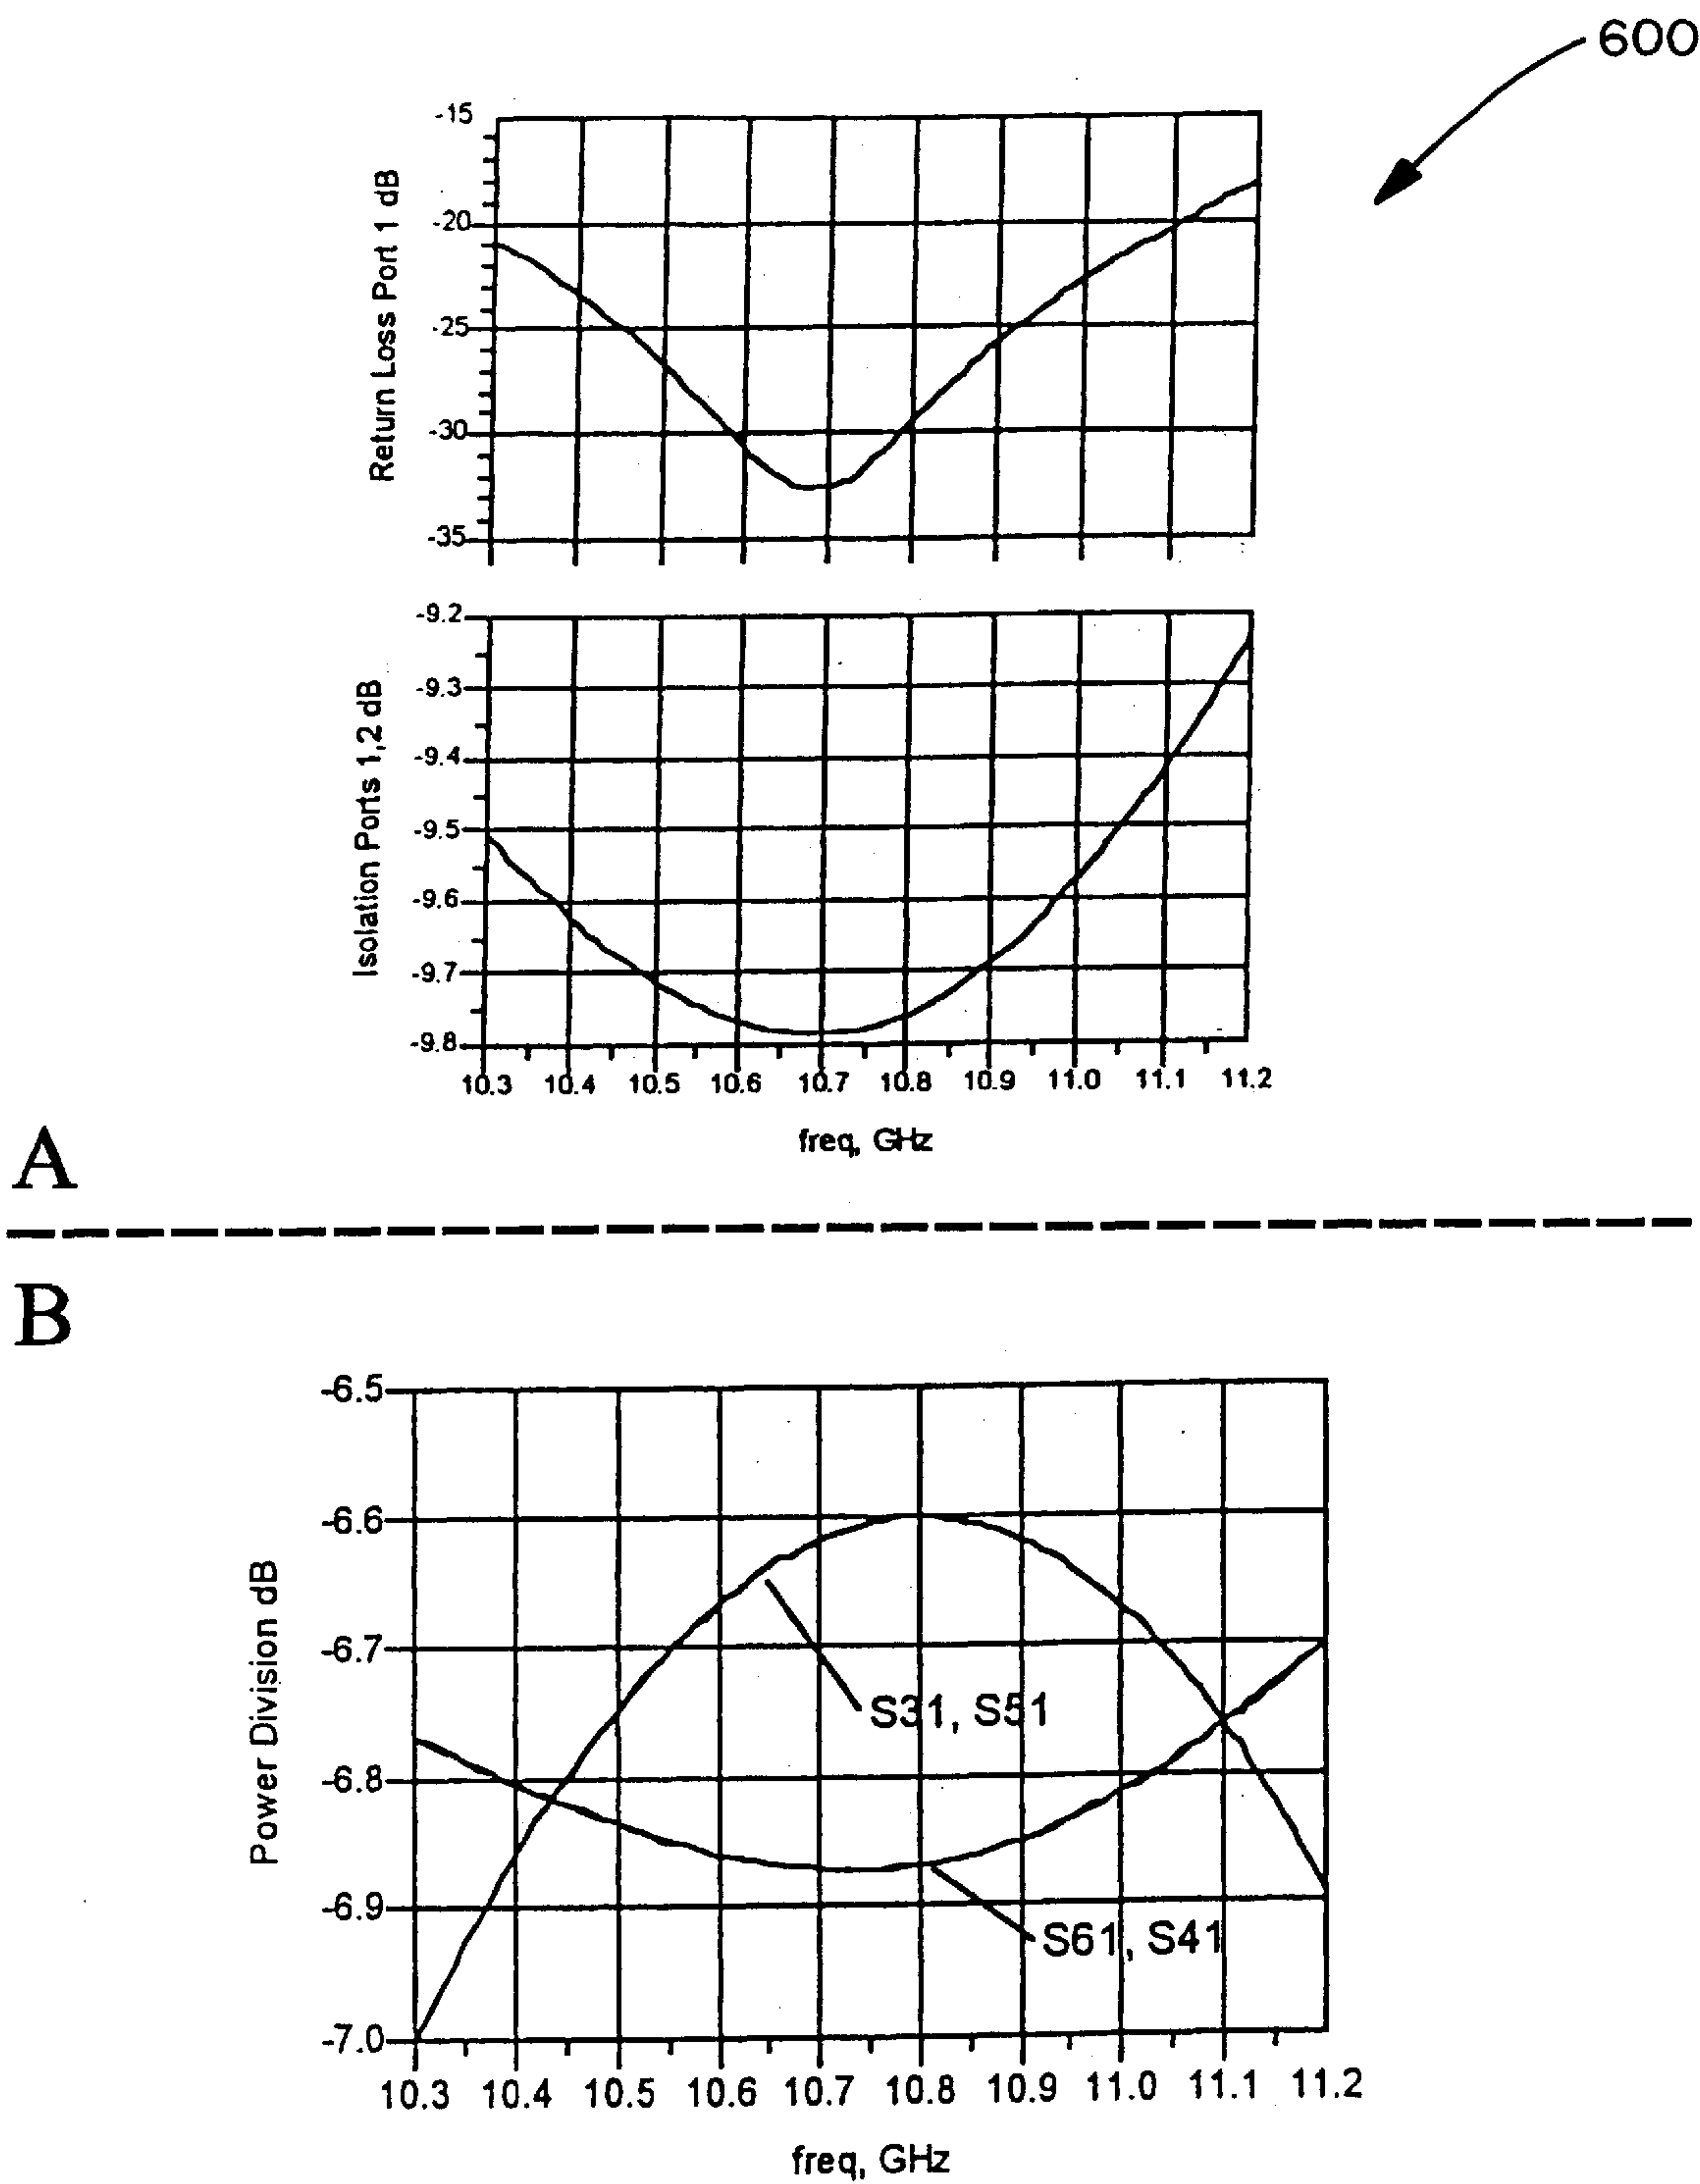 600
Return Loss Port 1 dB
-15
-20
-25
-30
-35
Isolation Ports 1,2 dB
-9.2
-9.3
-9.4
-9.5
-9.6
-9.7
-9.8
10.3 10.4 10.5 10.6 10.7 10.8 10.9 11.0 11.1 11.2
freq, GHz
A
B
Power Division dB
-6.5
-6.6
-6.7
-6.8
-6.9
-7.0
S31, S51
S61, S41
10.3 10.4 10.5 10.6 10.7 10.8 10.9 11.0 11.1 11.2
freq, GHz